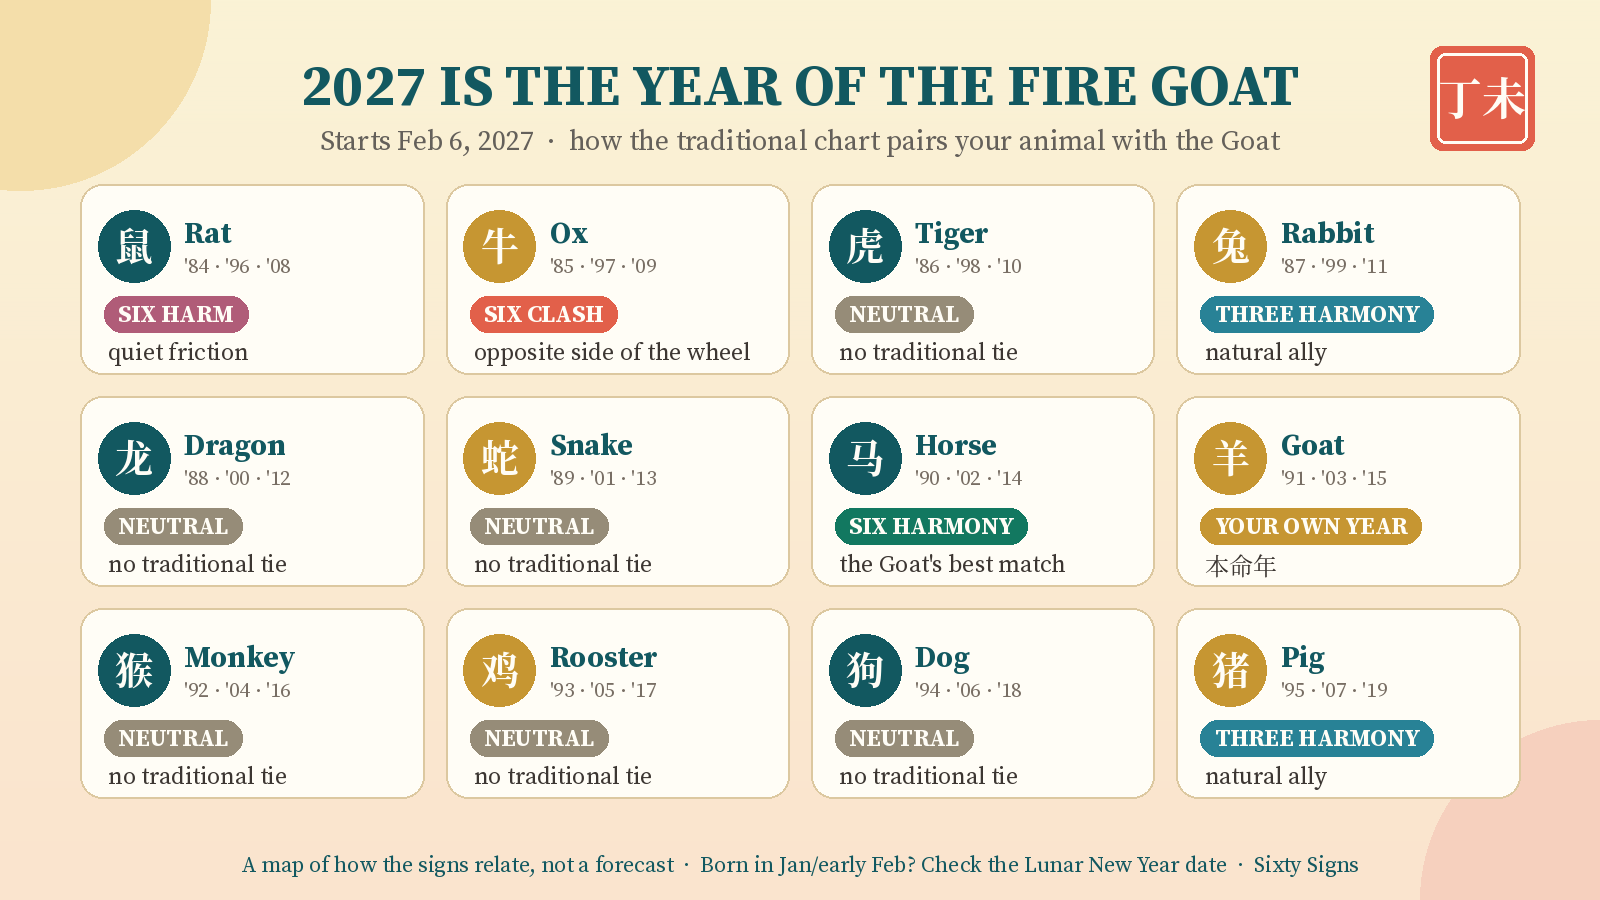 2027 IS THE YEAR OF THE FIRE GOAT
丁未
Starts Feb 6, 2027 · how the traditional chart pairs your animal with the Goat
鼠
Rat
'84 · '96 · '08
SIX HARM
quiet friction
牛
Ox
'85 · '97 · '09
SIX CLASH
opposite side of the wheel
虎
Tiger
'86 · '98 · '10
NEUTRAL
no traditional tie
兔
Rabbit
'87 · '99 · '11
THREE HARMONY
natural ally
龙
Dragon
'88 · '00 · '12
NEUTRAL
no traditional tie
蛇
Snake
'89 · '01 · '13
NEUTRAL
no traditional tie
马
Horse
'90 · '02 · '14
SIX HARMONY
the Goat's best match
羊
Goat
'91 · '03 · '15
YOUR OWN YEAR
本命年
猴
Monkey
'92 · '04 · '16
NEUTRAL
no traditional tie
鸡
Rooster
'93 · '05 · '17
NEUTRAL
no traditional tie
狗
Dog
'94 · '06 · '18
NEUTRAL
no traditional tie
猪
Pig
'95 · '07 · '19
THREE HARMONY
natural ally
A map of how the signs relate, not a forecast · Born in Jan/early Feb? Check the Lunar New Year date · Sixty Signs